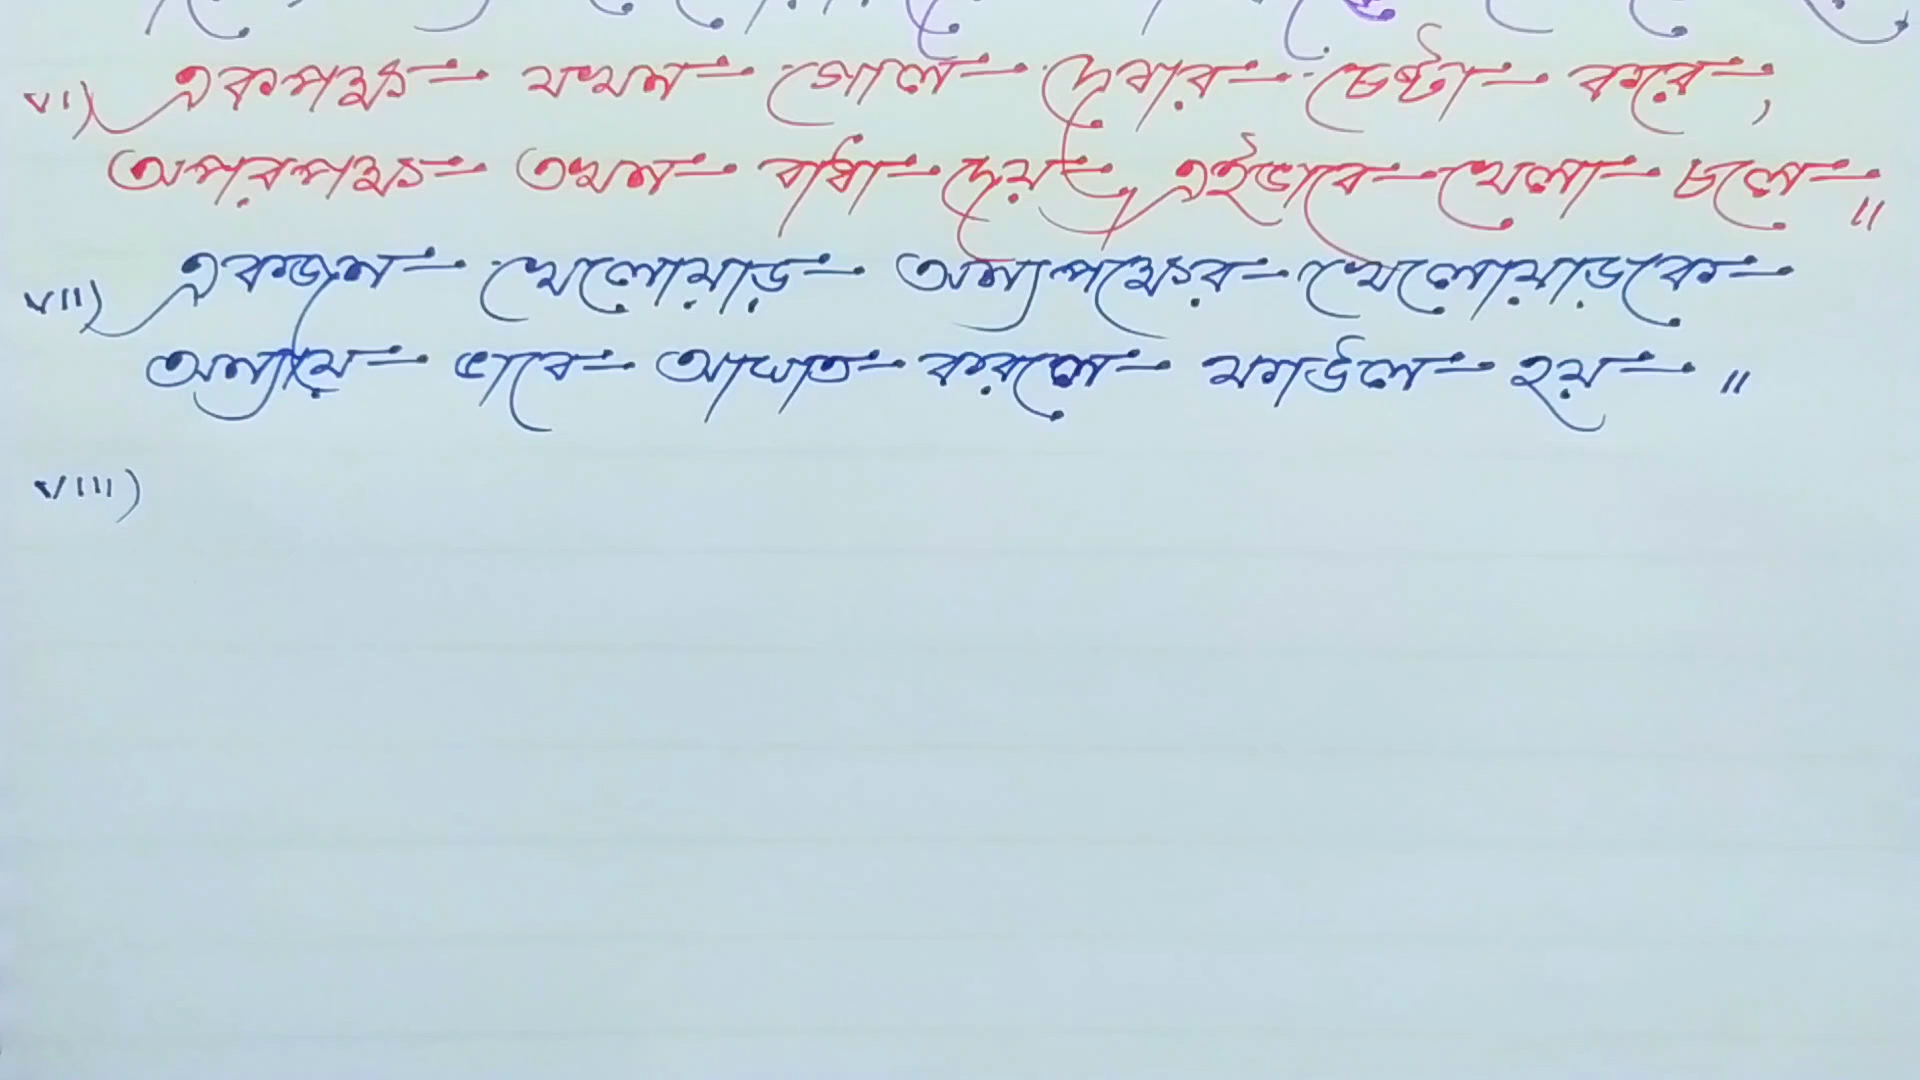 vi) একপক্ষ যখন গোল দেবার চেষ্টা করে,
অপরপক্ষ তখন বাধা দেয়, এইভাবে খেলা চলে॥
vii) একজন খেলোয়াড় অন্যপক্ষের খেলোয়াড়কে
অন্যায় ভাবে আঘাত করলে ফাউল হয়॥
viii)